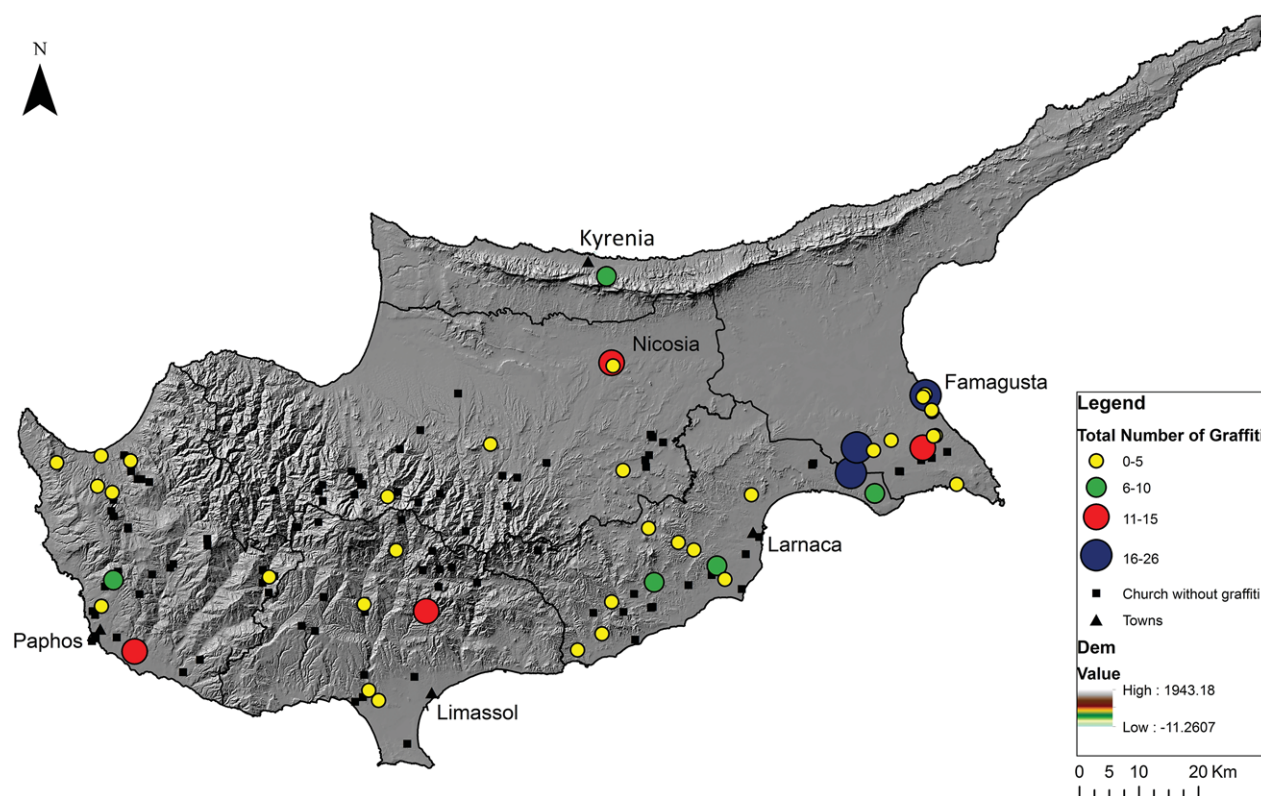 N
Kyrenia
Nicosia
Famagusta
Larnaca
Paphos
Limassol
Legend
Total Number of Graffiti
0-5
6-10
11-15
16-26
Church without graffiti
Towns
Dem
Value
High : 1943.18
Low : -11.2607
0 5 10 20 Km